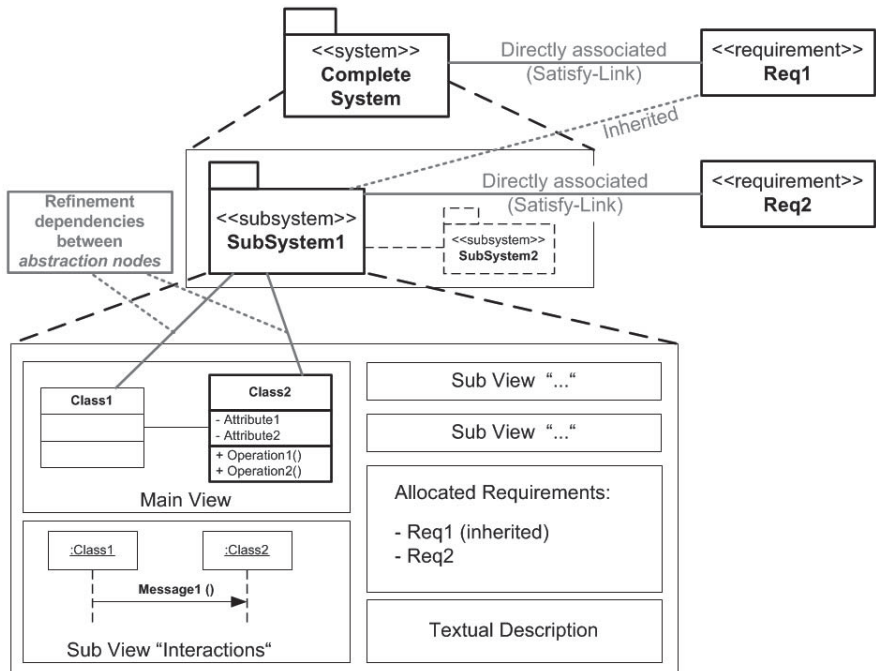 <<system>>
Complete
System
Directly associated
(Satisfy-Link)
<<requirement>>
Req1
Inherited
Refinement
dependencies
between
abstraction nodes
<<subsystem>>
SubSystem1
Directly associated
(Satisfy-Link)
<<requirement>>
Req2
<<subsystem>>
SubSystem2
Class1
Class2
- Attribute1
- Attribute2
+ Operation1()
+ Operation2()
Main View
Sub View “...“
Sub View “...“
Allocated Requirements:
- Req1 (inherited)
- Req2
:Class1
:Class2
Message1 ()
Sub View “Interactions“
Textual Description